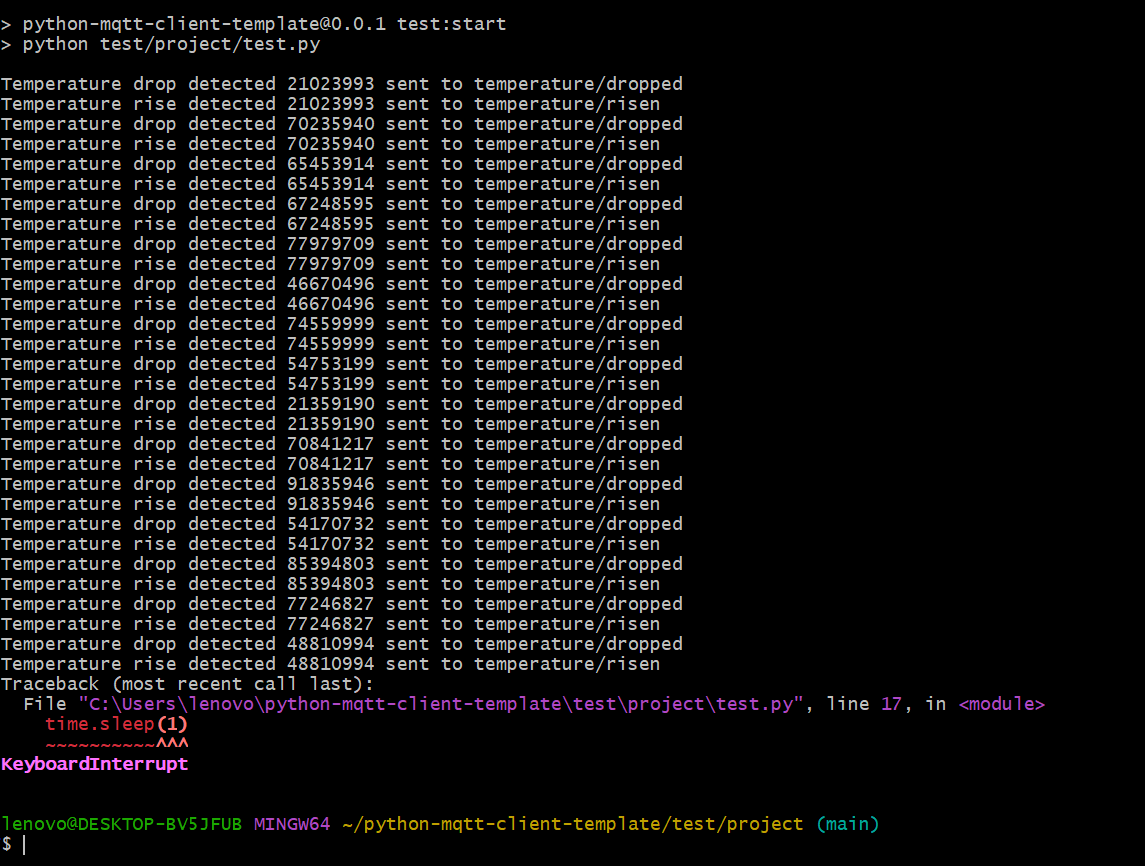 > python-mqtt-client-template@0.0.1 test:start
> python test/project/test.py
Temperature drop detected 21023993 sent to temperature/dropped
Temperature rise detected 21023993 sent to temperature/risen
Temperature drop detected 70235940 sent to temperature/dropped
Temperature rise detected 70235940 sent to temperature/risen
Temperature drop detected 65453914 sent to temperature/dropped
Temperature rise detected 65453914 sent to temperature/risen
Temperature drop detected 67248595 sent to temperature/dropped
Temperature rise detected 67248595 sent to temperature/risen
Temperature drop detected 77979709 sent to temperature/dropped
Temperature rise detected 77979709 sent to temperature/risen
Temperature drop detected 46670496 sent to temperature/dropped
Temperature rise detected 46670496 sent to temperature/risen
Temperature drop detected 74559999 sent to temperature/dropped
Temperature rise detected 74559999 sent to temperature/risen
Temperature drop detected 54753199 sent to temperature/dropped
Temperature rise detected 54753199 sent to temperature/risen
Temperature drop detected 21359190 sent to temperature/dropped
Temperature rise detected 21359190 sent to temperature/risen
Temperature drop detected 70841217 sent to temperature/dropped
Temperature rise detected 70841217 sent to temperature/risen
Temperature drop detected 91835946 sent to temperature/dropped
Temperature rise detected 91835946 sent to temperature/risen
Temperature drop detected 54170732 sent to temperature/dropped
Temperature rise detected 54170732 sent to temperature/risen
Temperature drop detected 85394803 sent to temperature/dropped
Temperature rise detected 85394803 sent to temperature/risen
Temperature drop detected 77246827 sent to temperature/dropped
Temperature rise detected 77246827 sent to temperature/risen
Temperature drop detected 48810994 sent to temperature/dropped
Temperature rise detected 48810994 sent to temperature/risen
Traceback (most recent call last):
  File "C:\Users\lenovo\python-mqtt-client-template\test\project\test.py", line 17, in <module>
    time.sleep(1)
    ~~~~~~~~~~^^^
KeyboardInterrupt
lenovo@DESKTOP-BV5JFUB MINGW64 ~/python-mqtt-client-template/test/project (main)
$